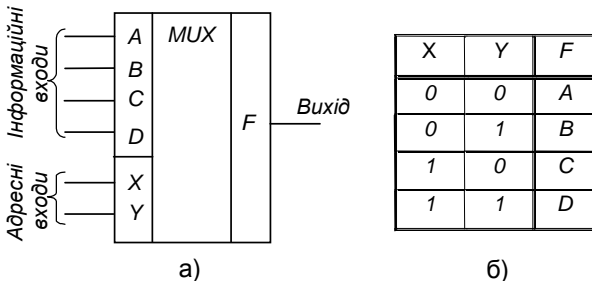 Інформаційні
входи
Адресні
входи
A
B
C
D
X
Y
MUX
F
Вихід
а)
X Y F
0 0 A
0 1 B
1 0 C
1 1 D
б)